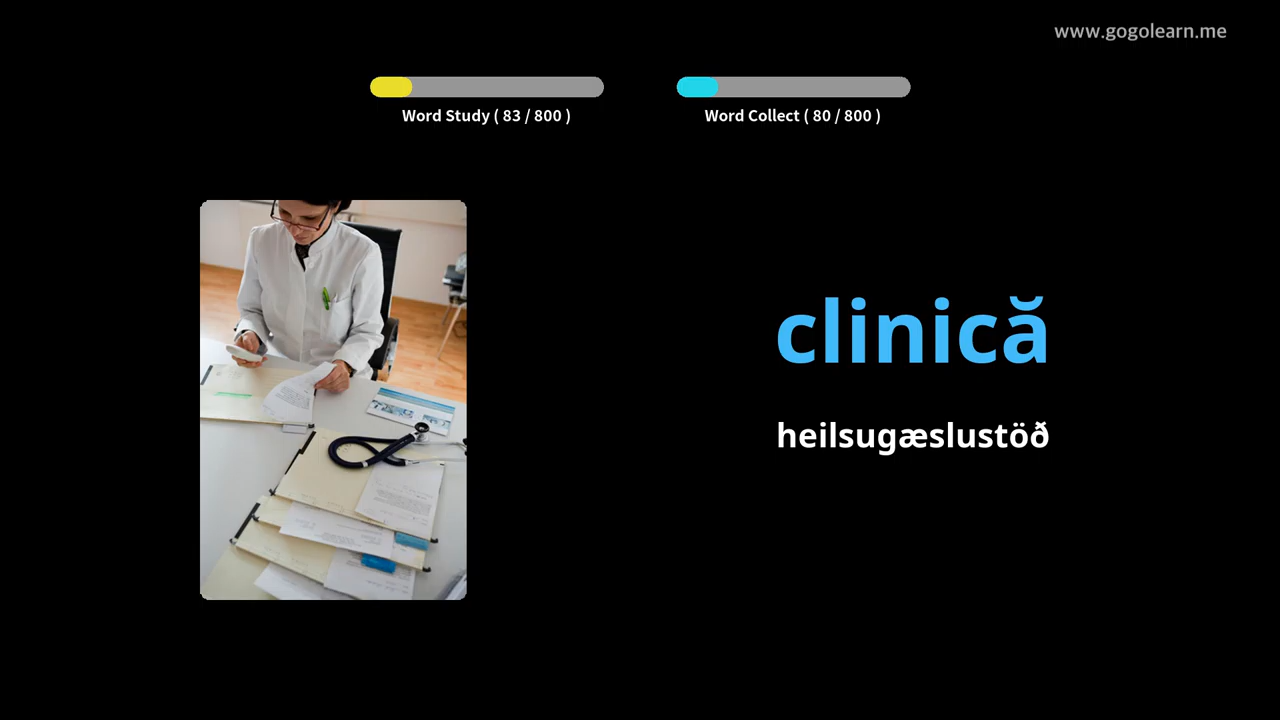 www.gogolearn.me
Word Study ( 83 / 800 )
Word Collect ( 80 / 800 )
clinică
heilsugæslustöð